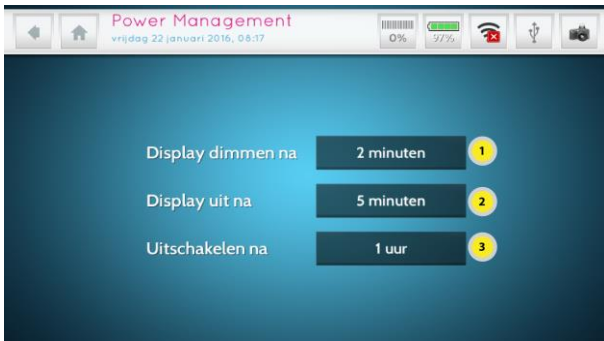 Power Management
vrijdag 22 januari 2016, 08:17
0%
97%
Display dimmen na 2 minuten 1
Display uit na 5 minuten 2
Uitschakelen na 1 uur 3